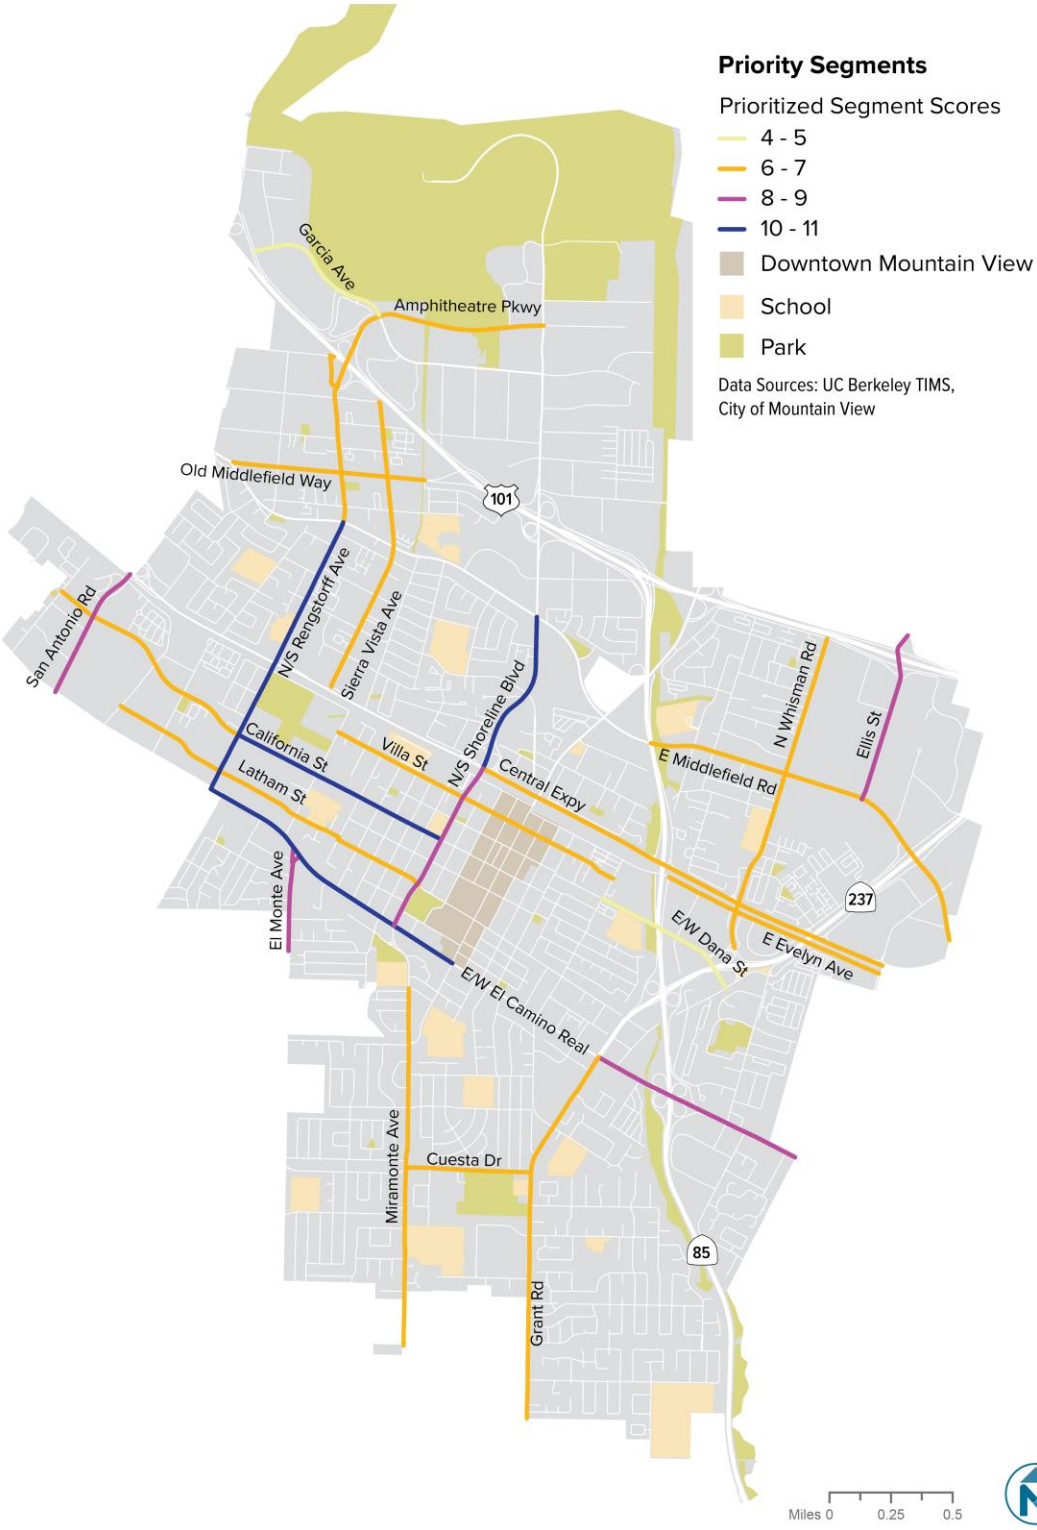 Priority Segments
Prioritized Segment Scores
4 - 5
6 - 7
8 - 9
10 - 11
Downtown Mountain View
School
Park
Data Sources: UC Berkeley TIMS,
City of Mountain View
Garcia Ave
Amphitheatre Pkwy
Old Middlefield Way
101
San Antonio Rd
N/S Rengstorff Ave
Sierra Vista Ave
N/S Shoreline Blvd
N Whisman Rd
Ellis St
E Middlefield Rd
California St
Villa St
Central Expy
Latham St
El Monte Ave
237
E/W Dana St
E Evelyn Ave
E/W El Camino Real
Miramonte Ave
Cuesta Dr
85
Grant Rd
Miles 0 0.25 0.5
N